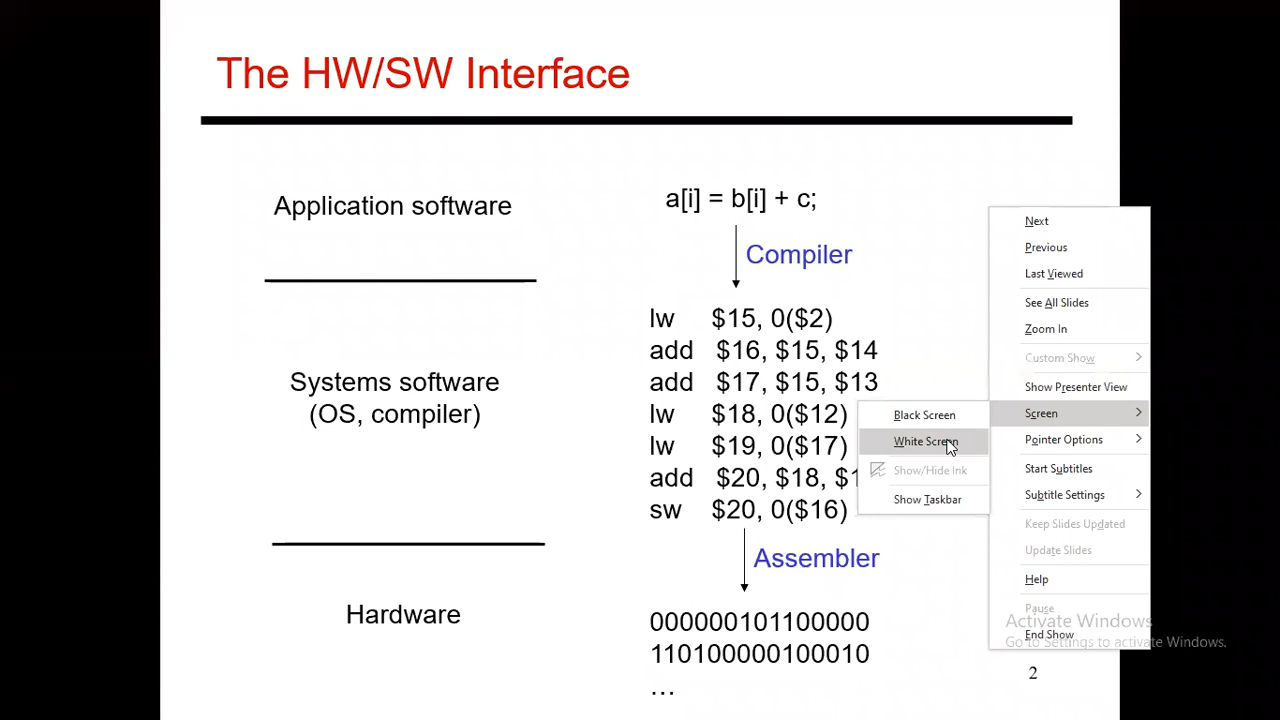 The HW/SW Interface
Application software
a[i] = b[i] + c;
Compiler
Systems software
(OS, compiler)
lw $15, 0($2)
add $16, $15, $14
add $17, $15, $13
lw $18, 0($12)
lw $19, 0($17)
add $20, $18,
sw $20, 0($16)
Assembler
Hardware
000000101100000
110100000100010
…
2
Next
Previous
Last Viewed
See All Slides
Zoom In
Custom Show
Show Presenter View
Screen
Pointer Options
Start Subtitles
Subtitle Settings
Keep Slides Updated
Update Slides
Help
Pause
End Show
Black Screen
White Screen
Show/Hide Ink
Show Taskbar
Activate Windows
Go to Settings to activate Windows.